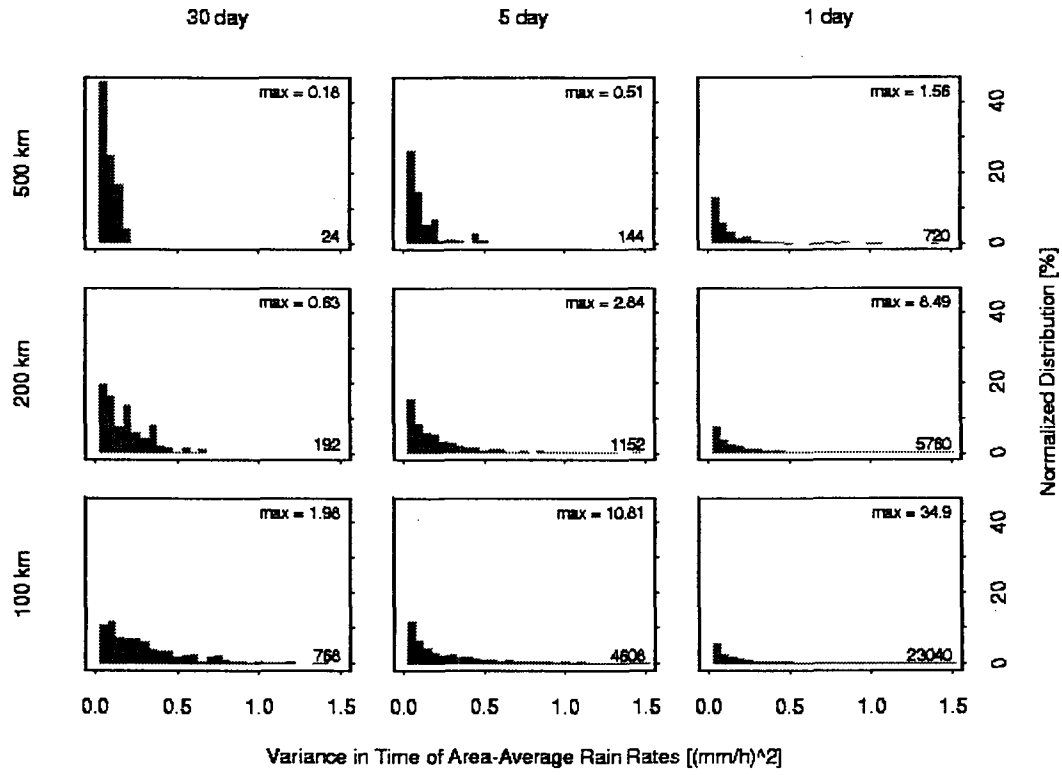 30 day 5 day 1 day
500 km
max = 0.18
24
max = 0.51
144
max = 1.56
720
0 20 40
200 km
max = 0.63
192
max = 2.84
1152
max = 8.49
5760
0 20 40
100 km
max = 1.98
768
max = 10.81
4608
max = 34.9
23040
0 20 40
Normalized Distribution [%]
0.0 0.5 1.0 1.5 0.0 0.5 1.0 1.5 0.0 0.5 1.0 1.5
Variance in Time of Area-Average Rain Rates [(mm/h)^2]